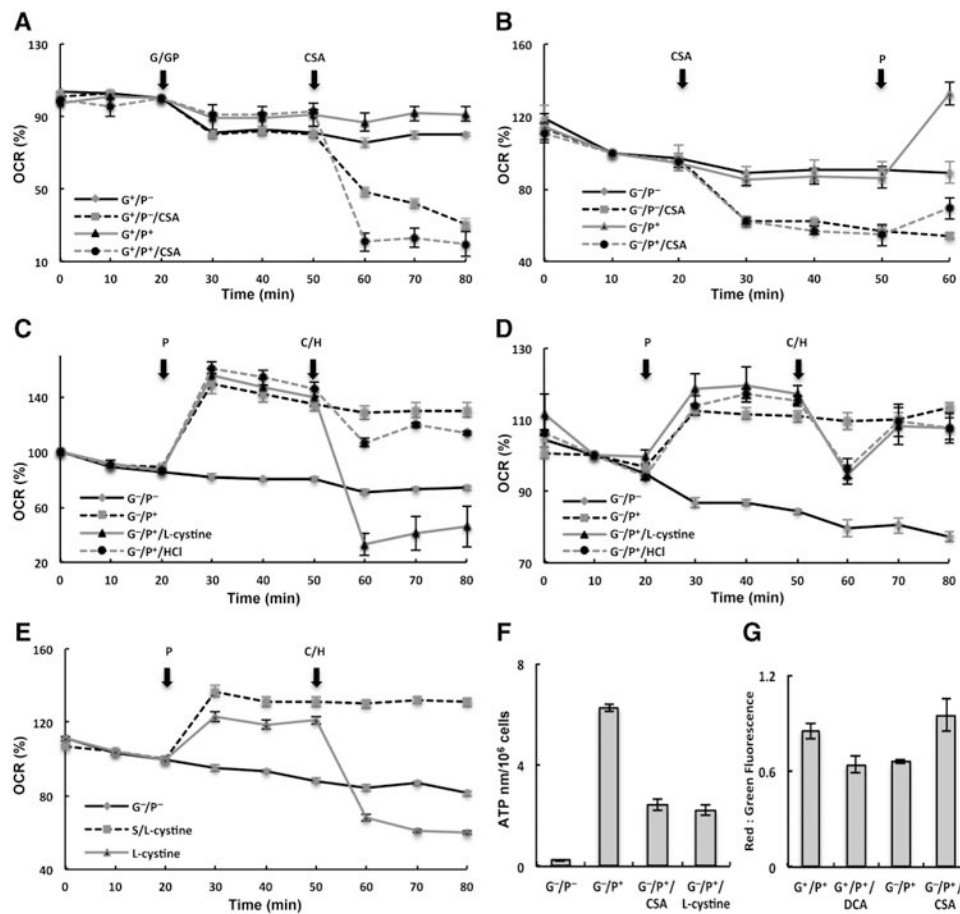 A
G/GP
CSA
OCR (%)
130
90
50
10
G⁺/P⁻
G⁺/P⁻/CSA
G⁺/P⁺
G⁺/P⁺/CSA
0 10 20 30 40 50 60 70 80
Time (min)
B
CSA
P
OCR (%)
160
120
80
40
G⁻/P⁻
G⁻/P⁻/CSA
G⁻/P⁺
G⁻/P⁺/CSA
0 10 20 30 40 50 60
Time (min)
C
P
C/H
OCR (%)
140
100
60
20
G⁻/P⁻
G⁻/P⁺
G⁻/P⁺/L-cystine
G⁻/P⁺/HCl
0 10 20 30 40 50 60 70 80
Time (min)
D
P
C/H
OCR (%)
130
110
90
70
G⁻/P⁻
G⁻/P⁺
G⁻/P⁺/L-cystine
G⁻/P⁺/HCl
0 10 20 30 40 50 60 70 80
Time (min)
E
P
C/H
OCR (%)
160
120
80
40
G⁻/P⁻
S/L-cystine
L-cystine
0 10 20 30 40 50 60 70 80
Time (min)
F
ATP nm/10⁶ cells
8
4
0
G⁻/P⁻ G⁻/P⁺ G⁻/P⁺/ G⁻/P⁺/
CSA L-cystine
G
Red : Green Fluorescence
1.2
0.6
0
G⁺/P⁺ G⁺/P⁺/ G⁻/P⁺ G⁻/P⁺/
DCA CSA